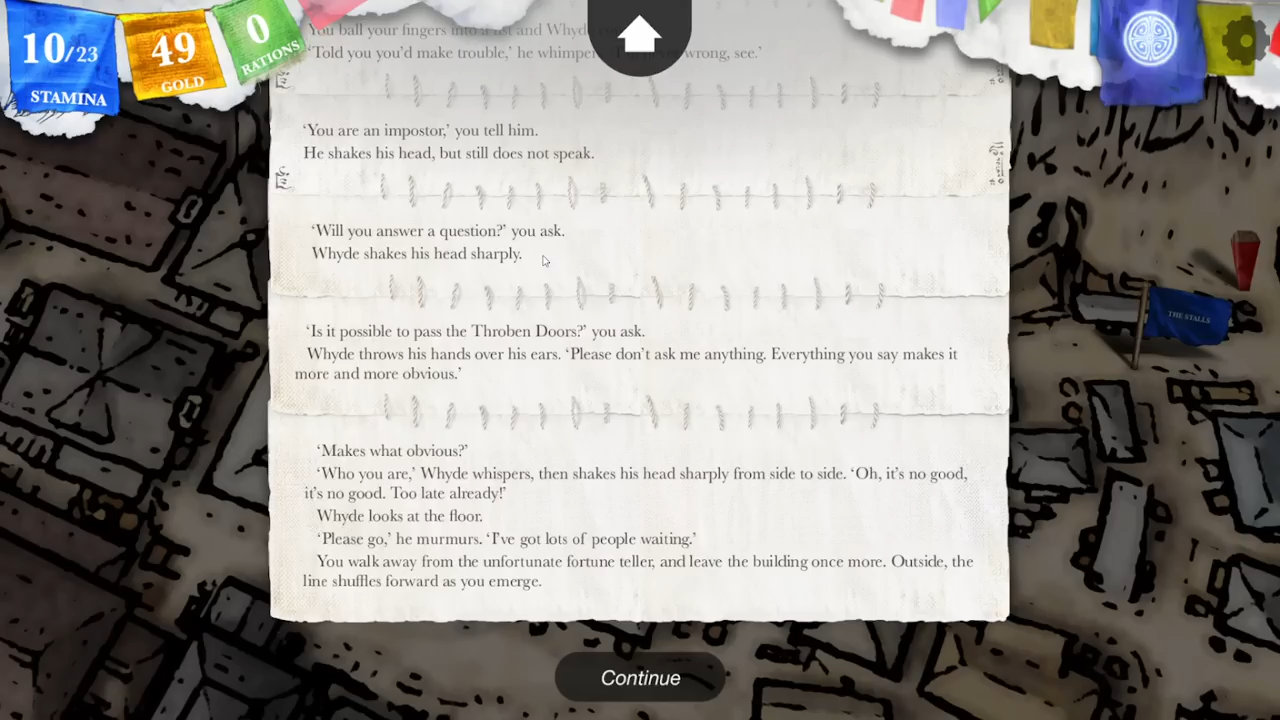 10/23
STAMINA
49
GOLD
0
RATIONS
You ball your fingers into a fist and Whyde
‘Told you you’d make trouble,’ he whimpers. wrong, see.’
‘You are an impostor,’ you tell him.
He shakes his head, but still does not speak.
‘Will you answer a question?’ you ask.
Whyde shakes his head sharply.
‘Is it possible to pass the Throben Doors?’ you ask.
Whyde throws his hands over his ears. ‘Please don’t ask me anything. Everything you say makes it
more and more obvious.’
‘Makes what obvious?’
‘Who you are,’ Whyde whispers, then shakes his head sharply from side to side. ‘Oh, it’s no good,
it’s no good. Too late already!’
Whyde looks at the floor.
‘Please go,’ he murmurs. ‘I’ve got lots of people waiting.’
You walk away from the unfortunate fortune teller, and leave the building once more. Outside, the
line shuffles forward as you emerge.
THE STALLS
Continue